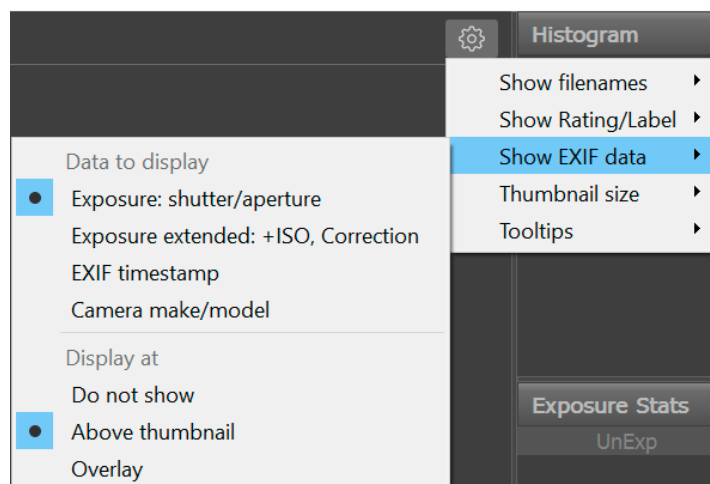 Histogram
Show filenames
Show Rating/Label
Show EXIF data
Thumbnail size
Tooltips
Data to display
Exposure: shutter/aperture
Exposure extended: +ISO, Correction
EXIF timestamp
Camera make/model
Display at
Do not show
Above thumbnail
Overlay
Exposure Stats
UnExp